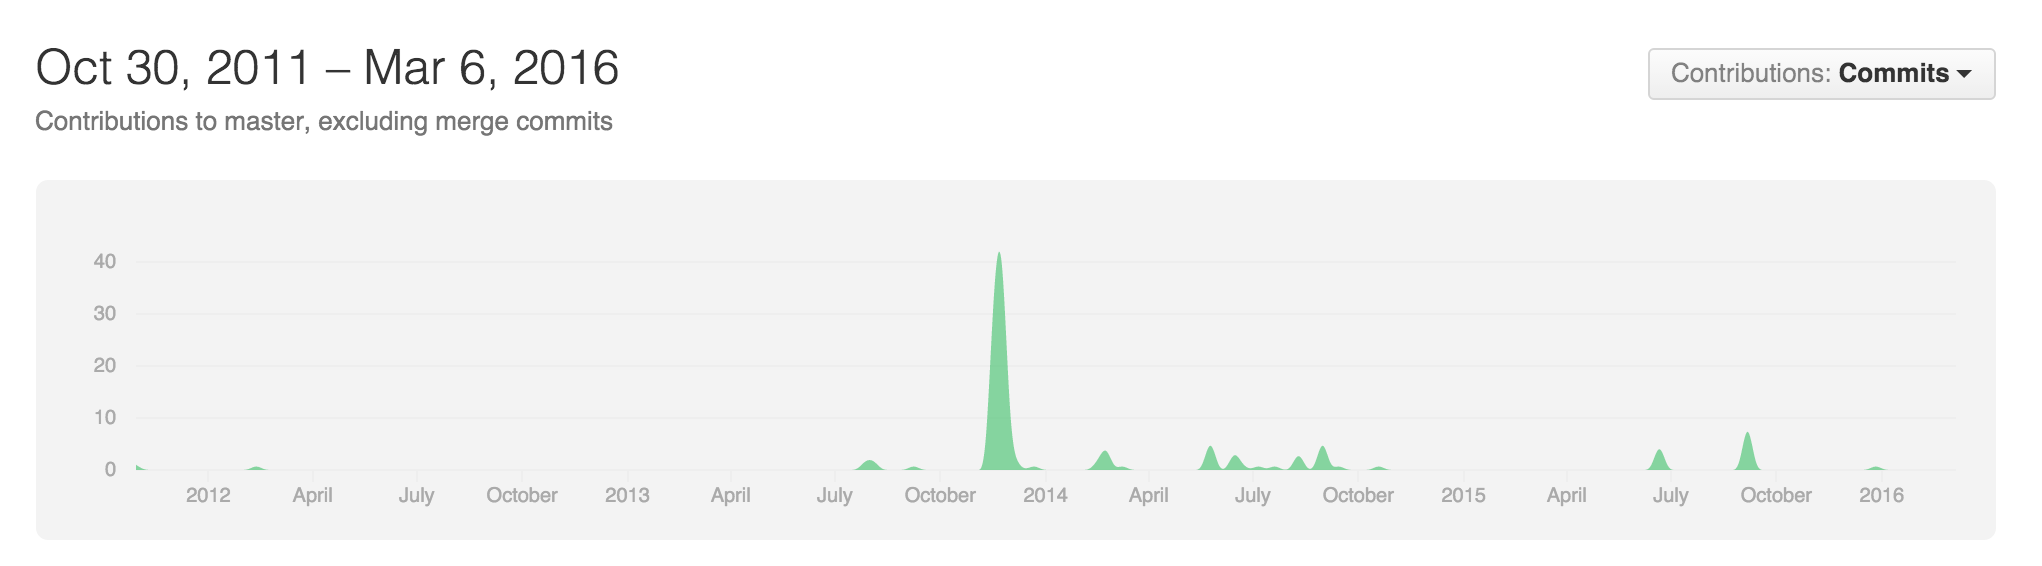 Oct 30, 2011 – Mar 6, 2016
Contributions: Commits
Contributions to master, excluding merge commits
40
30
20
10
0
2012 April July October 2013 April July October 2014 April July October 2015 April July October 2016